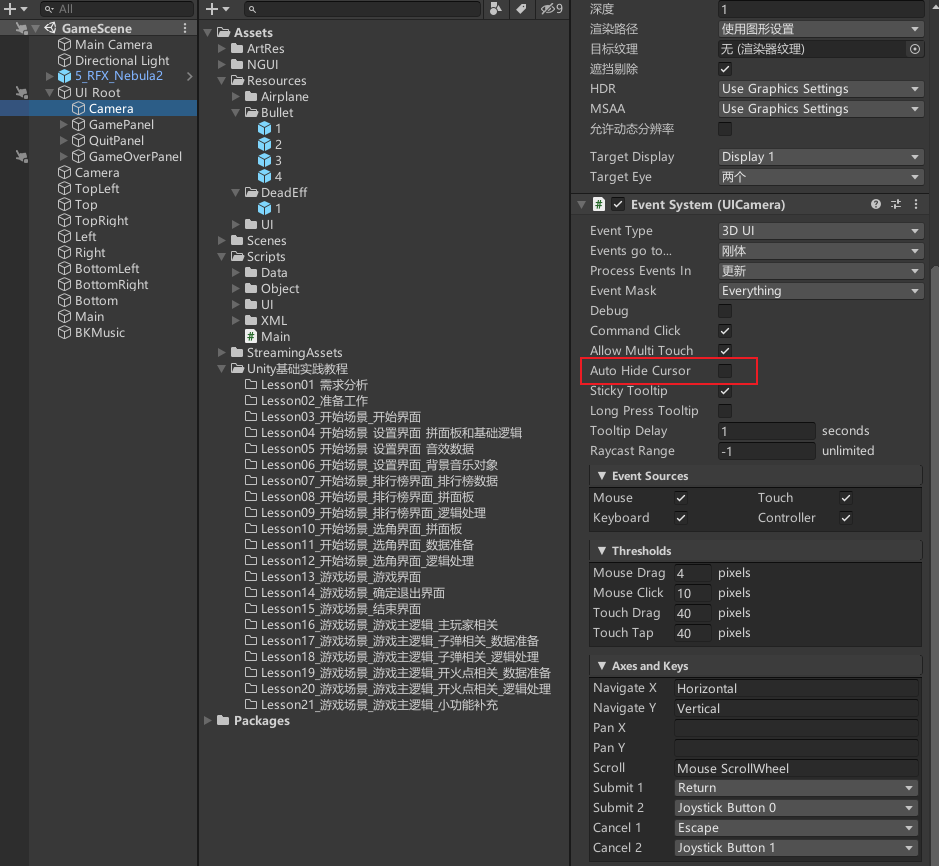 All
9
GameScene
Main Camera
Directional Light
5_RFX_Nebula2
UI Root
Camera
GamePanel
QuitPanel
GameOverPanel
Camera
TopLeft
Top
TopRight
Left
Right
BottomLeft
BottomRight
Bottom
Main
BKMusic
Assets
ArtRes
NGUI
Resources
Airplane
Bullet
1
2
3
4
DeadEff
1
UI
Scenes
Scripts
Data
Object
UI
XML
Main
StreamingAssets
Unity基础实践教程
Lesson01_需求分析
Lesson02_准备工作
Lesson03_开始场景_开始界面
Lesson04_开始场景_设置界面_拼面板和基础逻辑
Lesson05_开始场景_设置界面_音效数据
Lesson06_开始场景_设置界面_背景音乐对象
Lesson07_开始场景_排行榜界面_排行榜数据
Lesson08_开始场景_排行榜界面_拼面板
Lesson09_开始场景_排行榜界面_逻辑处理
Lesson10_开始场景_选角界面_拼面板
Lesson11_开始场景_选角界面_数据准备
Lesson12_开始场景_选角界面_逻辑处理
Lesson13_游戏场景_游戏界面
Lesson14_游戏场景_确定退出界面
Lesson15_游戏场景_结束界面
Lesson16_游戏场景_游戏主逻辑_主玩家相关
Lesson17_游戏场景_游戏主逻辑_子弹相关_数据准备
Lesson18_游戏场景_游戏主逻辑_子弹相关_逻辑处理
Lesson19_游戏场景_游戏主逻辑_开火点相关_数据准备
Lesson20_游戏场景_游戏主逻辑_开火点相关_逻辑处理
Lesson21_游戏场景_游戏主逻辑_小功能补充
Packages
深度 1
渲染路径 使用图形设置
目标纹理 无 (渲染器纹理)
遮挡剔除
HDR Use Graphics Settings
MSAA Use Graphics Settings
允许动态分辨率
Target Display Display 1
Target Eye 两个
# Event System (UICamera)
Event Type 3D UI
Events go to... 刚体
Process Events In 更新
Event Mask Everything
Debug
Command Click
Allow Multi Touch
Auto Hide Cursor
Sticky Tooltip
Long Press Tooltip
Tooltip Delay 1 seconds
Raycast Range -1 unlimited
Event Sources
Mouse Touch
Keyboard Controller
Thresholds
Mouse Drag 4 pixels
Mouse Click 10 pixels
Touch Drag 40 pixels
Touch Tap 40 pixels
Axes and Keys
Navigate X Horizontal
Navigate Y Vertical
Pan X
Pan Y
Scroll Mouse ScrollWheel
Submit 1 Return
Submit 2 Joystick Button 0
Cancel 1 Escape
Cancel 2 Joystick Button 1